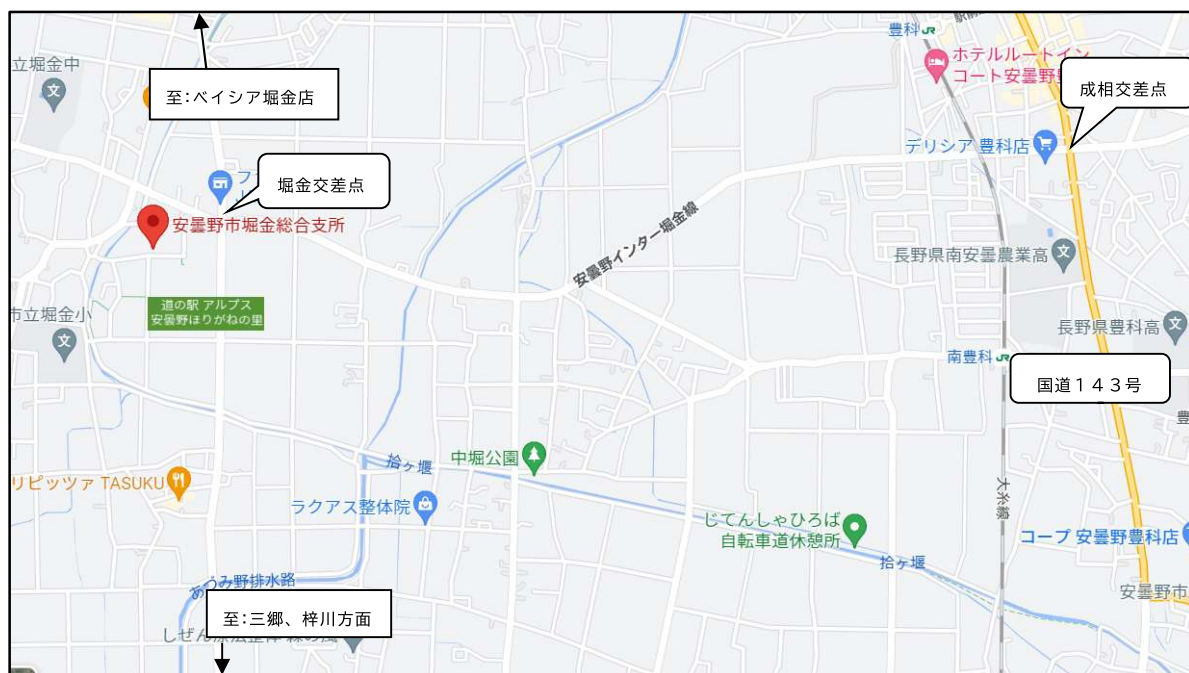 豊科
駅前
立堀金中
ホテルルートイン
コート安曇野豊
成相交差点
至:ベイシア堀金店
デリシア 豊科店
堀金交差点
安曇野市堀金総合支所
安曇野インター堀金線
長野県南安曇農業高
道の駅 アルプス
安曇野ほりがねの里
市立堀金小
長野県豊科高
南豊科
国道143号
豊
中堀公園
拾ヶ堰
リピッツァ TASUKU
ラクアス整体院
大糸線
じてんしゃひろば
自転車道休憩所
コープ 安曇野豊科店
拾ヶ堰
あづみ野排水路
安曇野市
至:三郷、梓川方面